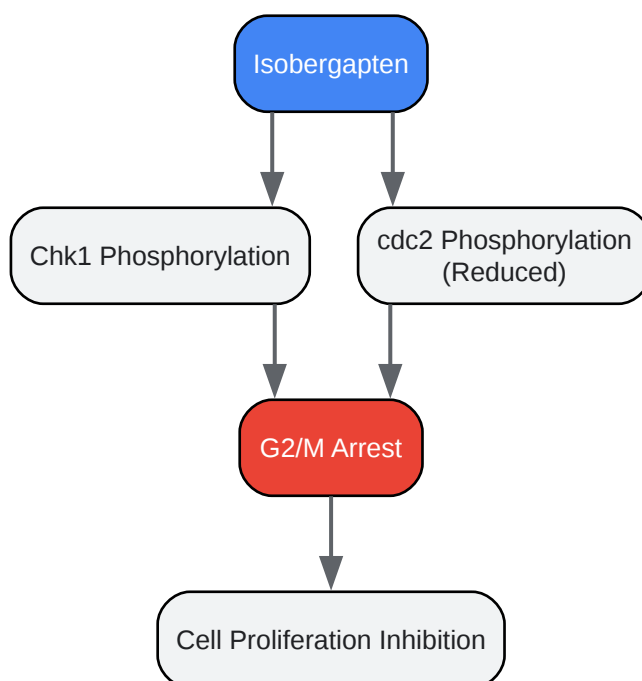 Isobergapten
Chk1 Phosphorylation
cdc2 Phosphorylation
(Reduced)
G2/M Arrest
Cell Proliferation Inhibition